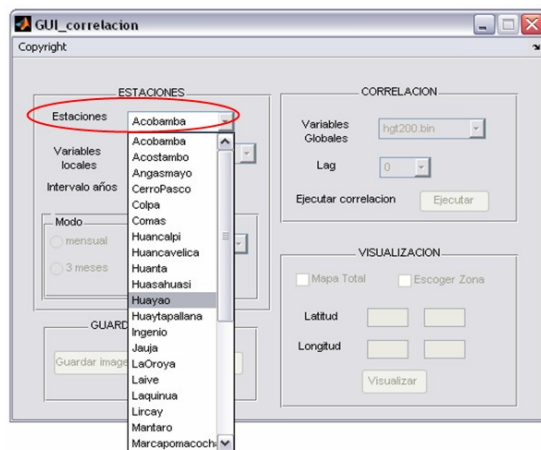 GUI_correlacion
Copyright
ESTACIONES
Estaciones
Acobamba
Variables
locales
Intervalo años
Modo
mensual
3 meses
Acobamba
Acostambo
Angasmayo
CerroPasco
Colpa
Comas
Huancalpi
Huancavelica
Huanta
Huasahuasi
Huayao
Huaytapallana
Ingenio
Jauja
LaOroya
Laive
Laquinua
Lircay
Mantaro
Marcapomacoch
GUARD
Guardar image
CORRELACION
Variables
Globales
hgt200.bin
Lag
0
Ejecutar correlacion
Ejecutar
VISUALIZACION
Mapa Total
Escoger Zona
Latitud
Longitud
Visualizar